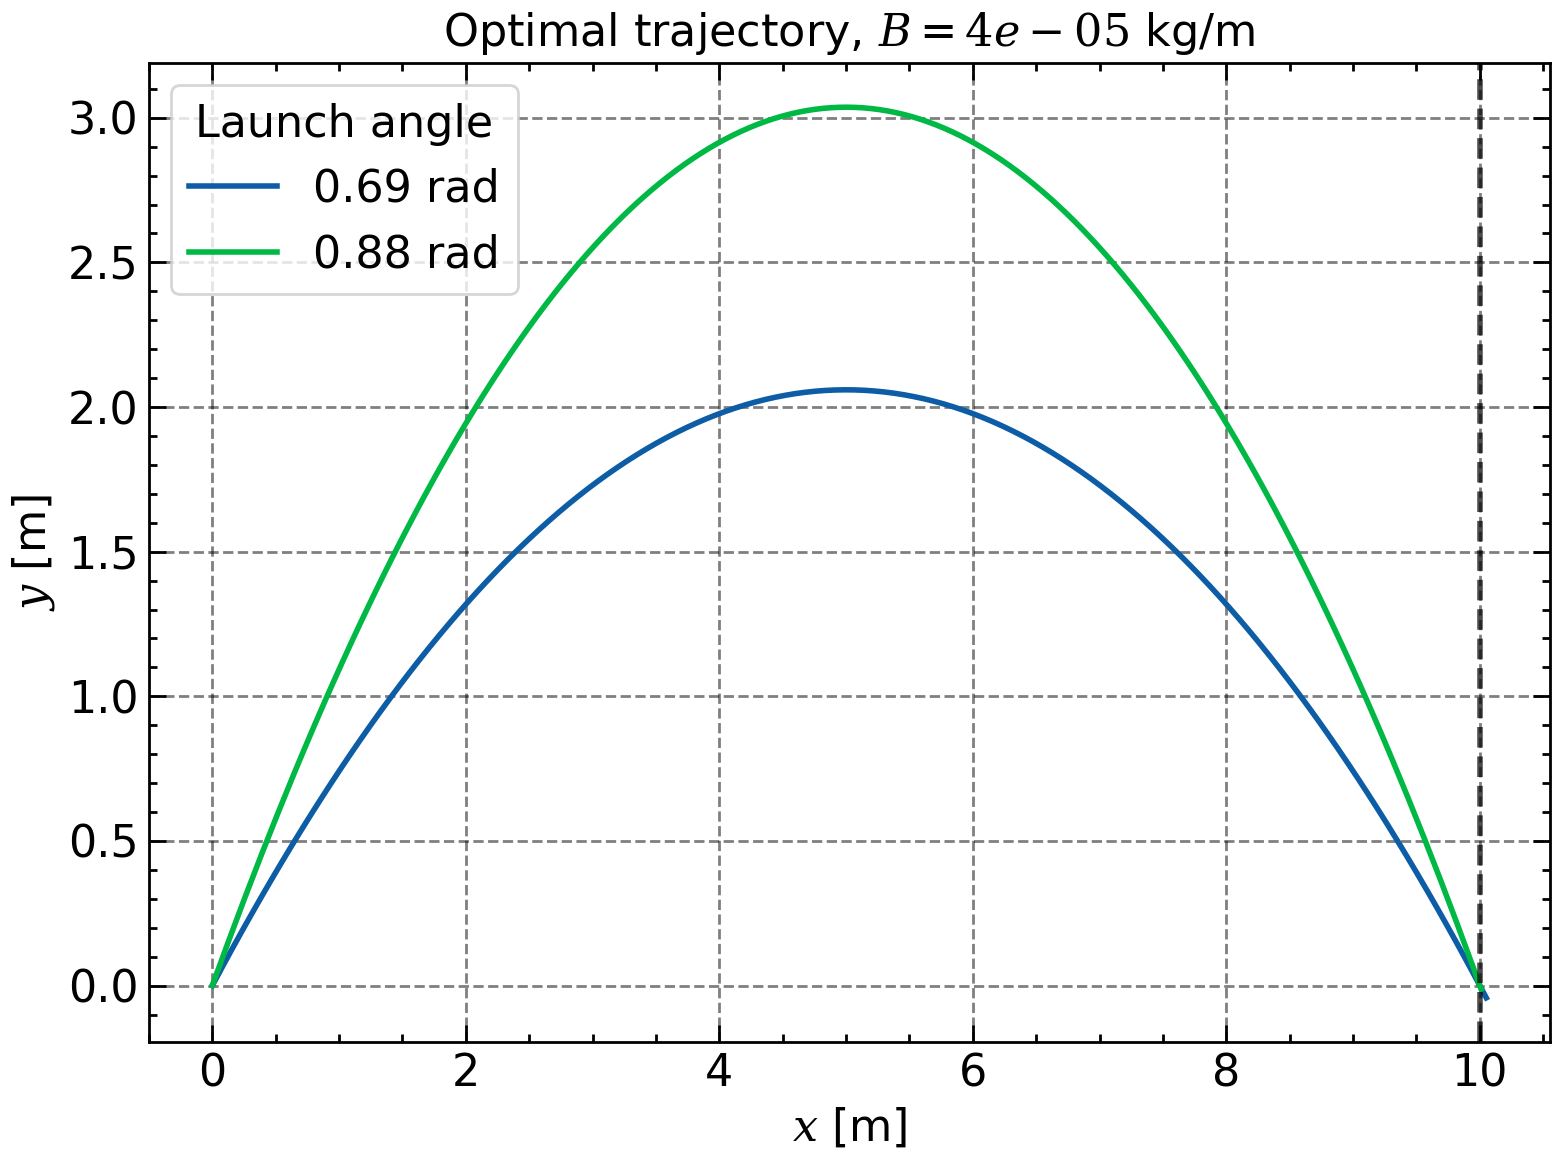 Optimal trajectory, B = 4e − 05 kg/m
Launch angle
0.69 rad
0.88 rad
3.0
2.5
2.0
1.5
1.0
0.5
0.0
y [m]
0 2 4 6 8 10
x [m]